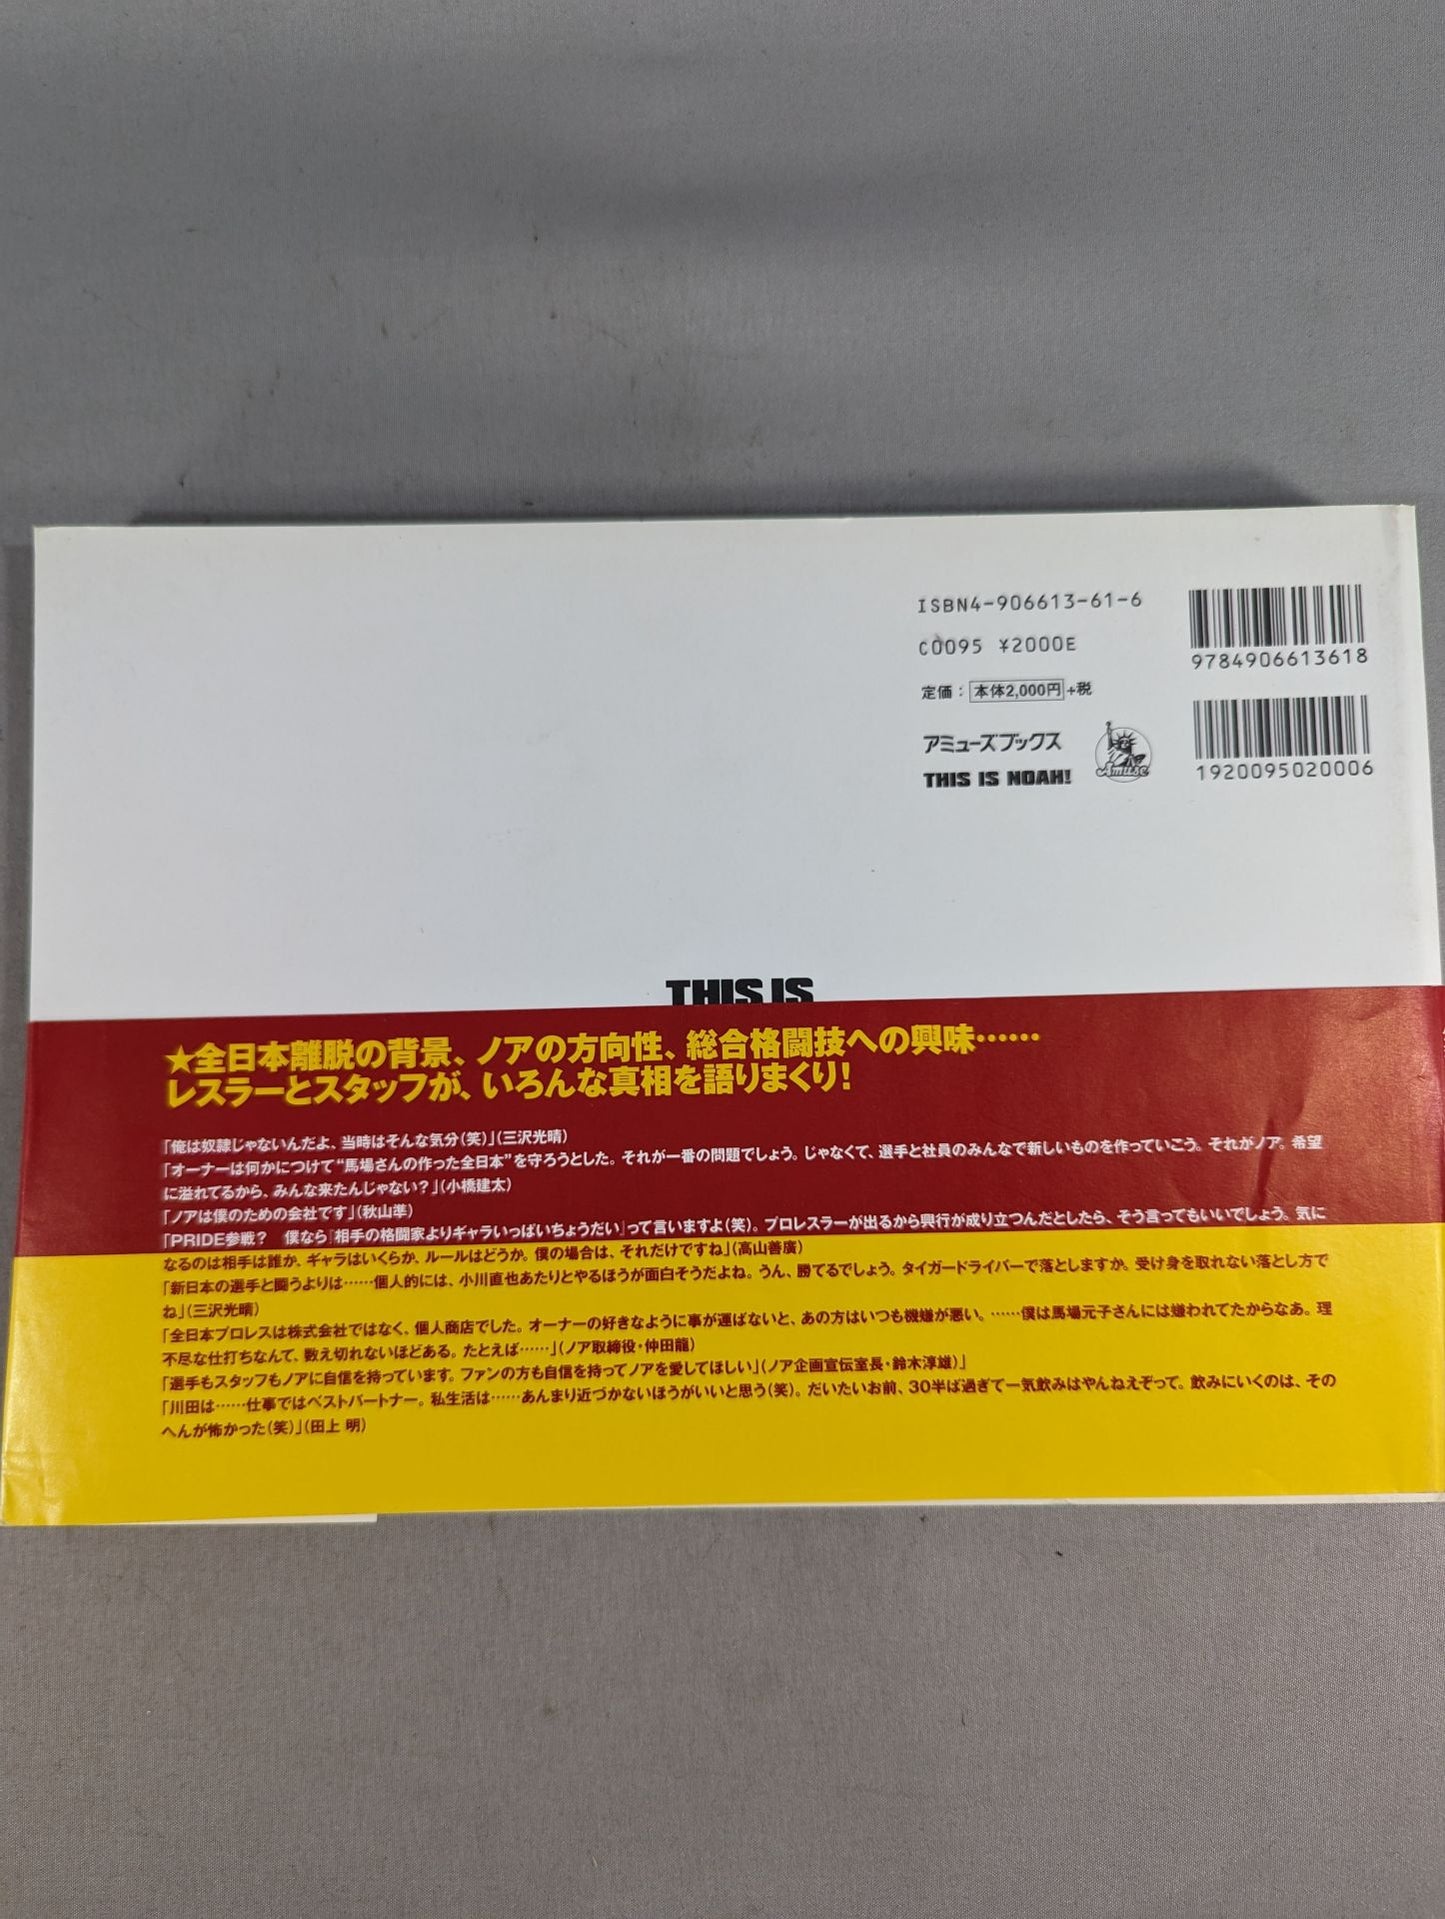 ISBN4-906613-61-6
C0095 ¥2000E
定価：本体2,000円+税
アミューズブックス
THIS IS NOAH!
Amuse
9784906613618
1920095020006
THIS IS
★全日本離脱の背景、ノアの方向性、総合格闘技への興味……
レスラーとスタッフが、いろんな真相を語りまくり！
「俺は奴隷じゃないんだよ、当時はそんな気分（笑）」（三沢光晴）
「オーナーは何かにつけて“馬場さんの作った全日本”を守ろうとした。それが一番の問題でしょう。じゃなくて、選手と社員のみんなで新しいものを作っていこう。それがノア。希望
に溢れてるから、みんな来たんじゃない？」（小橋建太）
「ノアは僕のための会社です」（秋山準）
「PRIDE参戦？　僕なら『相手の格闘家よりギャラいっぱいちょうだい』って言いますよ（笑）。プロレスラーが出るから興行が成り立つんだとしたら、そう言ってもいいでしょう。気に
なるのは相手は誰か、ギャラはいくらか、ルールはどうか。僕の場合は、それだけですね」（高山善廣）
「新日本の選手と闘うよりは……個人的には、小川直也あたりとやるほうが面白そうだよね。うん、勝てるでしょう。タイガードライバーで落としますか。受け身を取れない落とし方で
ね」（三沢光晴）
「全日本プロレスは株式会社ではなく、個人商店でした。オーナーの好きなように事が運ばないと、あの方はいつも機嫌が悪い。……僕は馬場元子さんには嫌われてたからなあ。理
不尽な仕打ちなんて、数え切れないほどある。たとえば……」（ノア取締役・仲田龍）
「選手もスタッフもノアに自信を持っています。ファンの方も自信を持ってノアを愛してほしい」（ノア企画宣伝室長・鈴木淳雄）」
「川田は……仕事ではベストパートナー。私生活は……あんまり近づかないほうがいいと思う（笑）。だいたいお前、30半ば過ぎて一気飲みはやんねえぞって。飲みにいくのは、その
へんが怖かった（笑）」（田上 明）